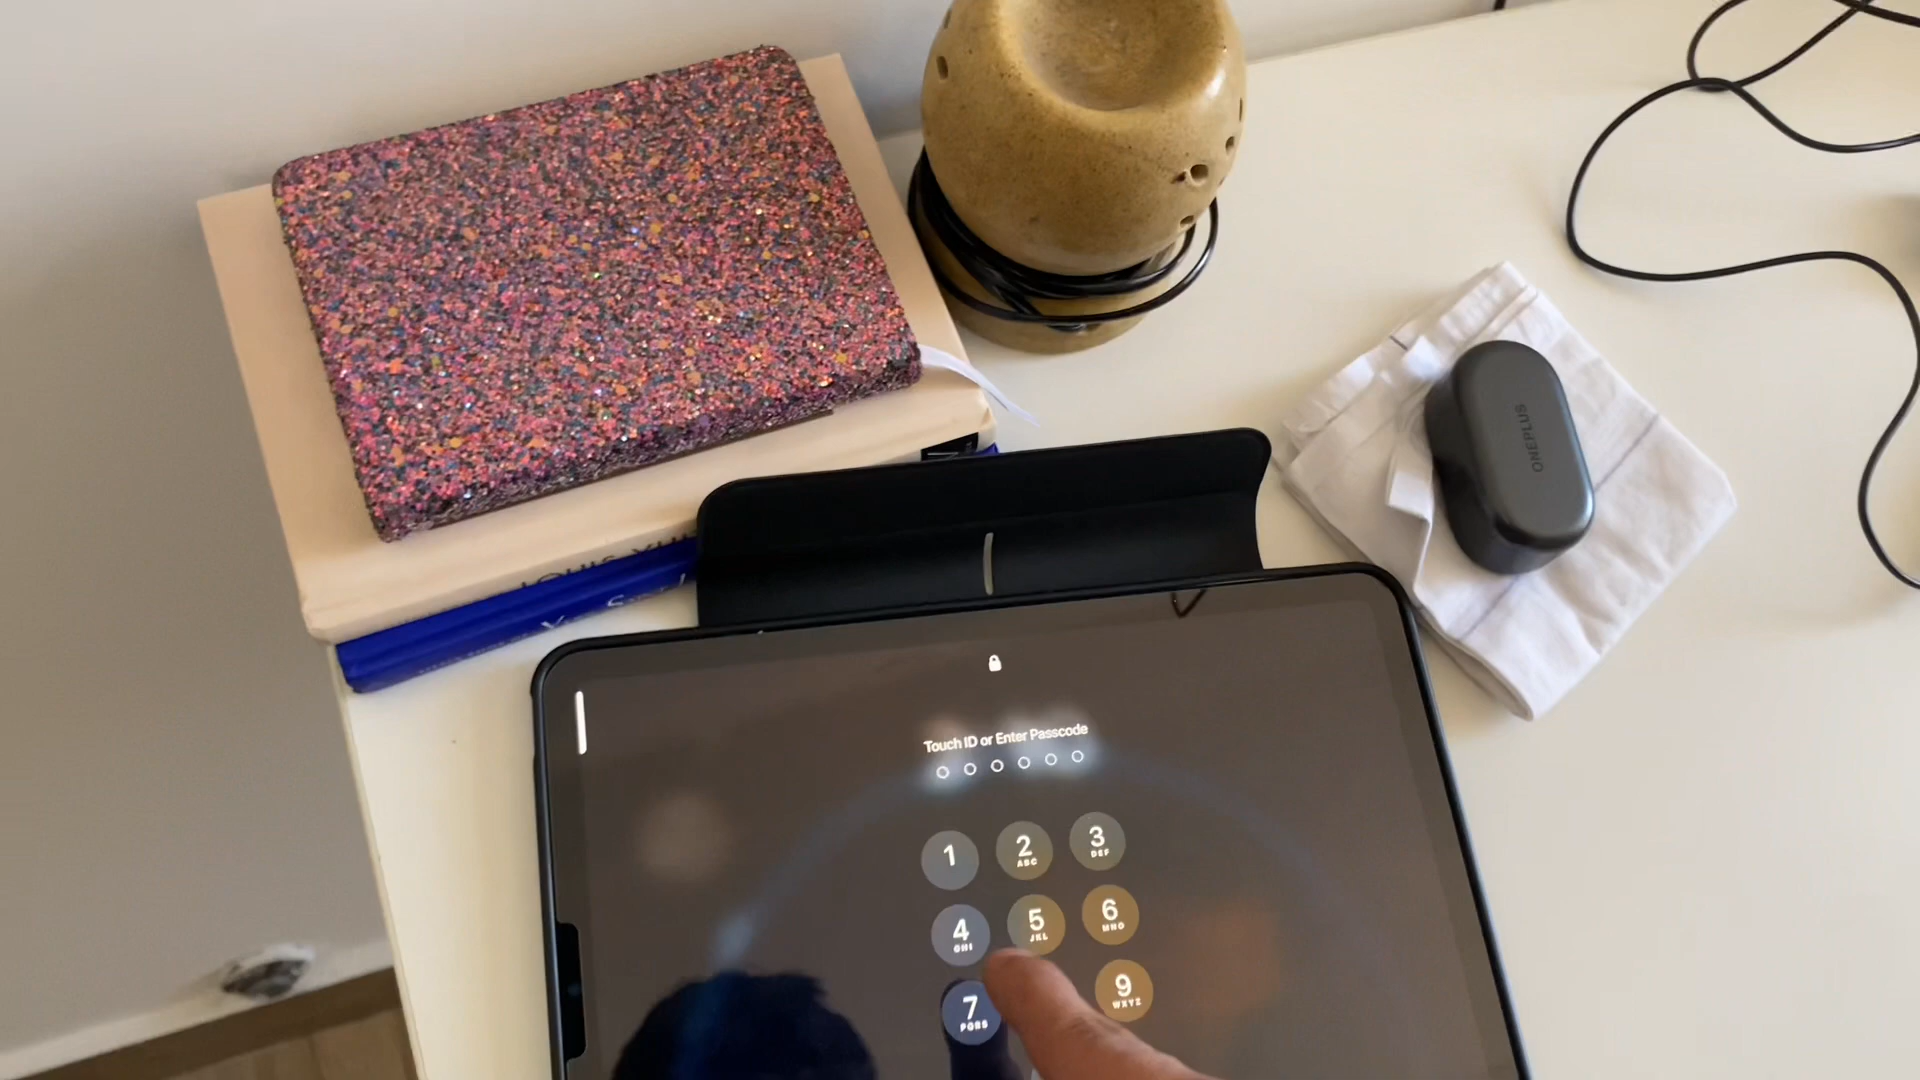 ONEPLUS
Touch ID or Enter Passcode
1
2
ABC
3
DEF
4
GHI
5
JKL
6
MNO
7
PQRS
9
WXYZ